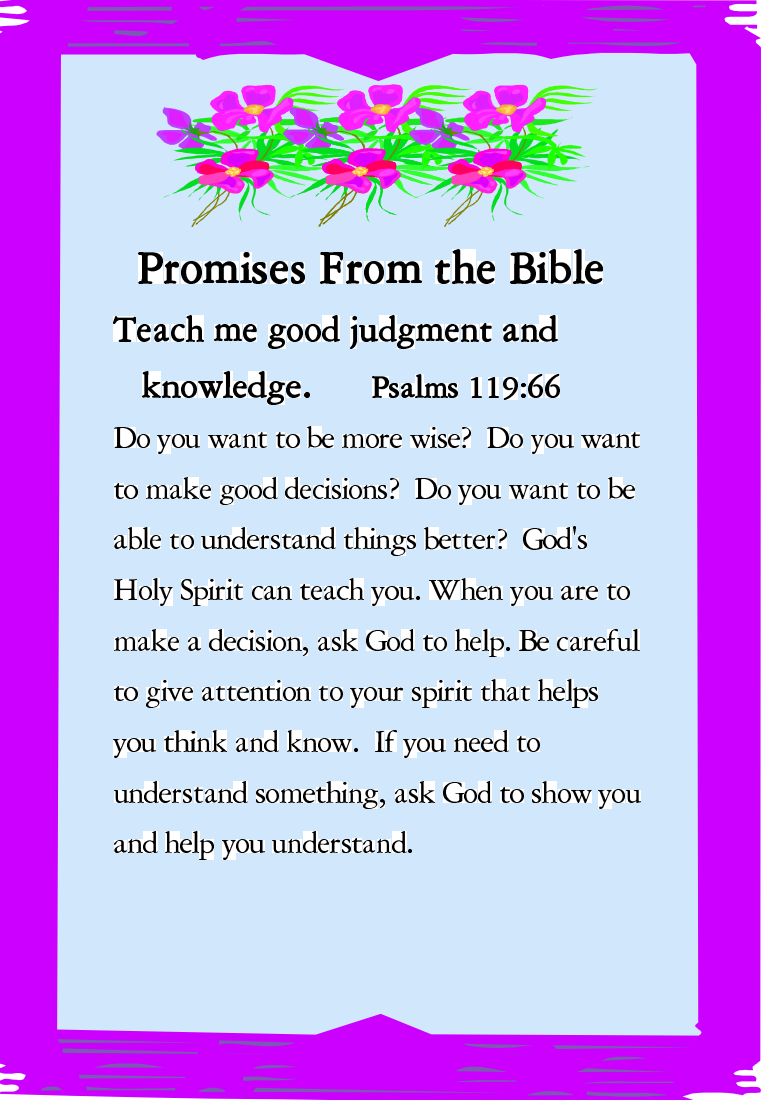 Promises From the Bible
Teach me good judgment and
knowledge. Psalms 119:66
Do you want to be more wise? Do you want
to make good decisions? Do you want to be
able to understand things better? God's
Holy Spirit can teach you. When you are to
make a decision, ask God to help. Be careful
to give attention to your spirit that helps
you think and know. If you need to
understand something, ask God to show you
and help you understand.